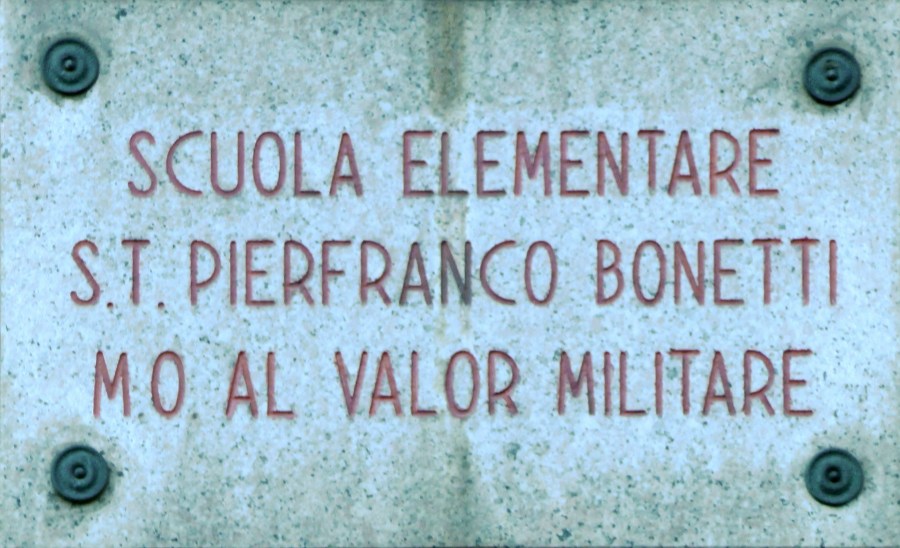 SCUOLA ELEMENTARE
S.T. PIERFRANCO BONETTI
M.O AL VALOR MILITARE